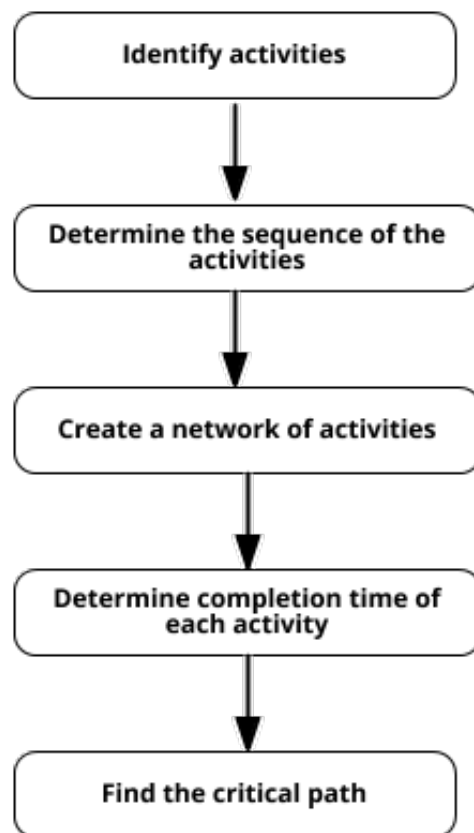 Identify activities
Determine the sequence of the
activities
Create a network of activities
Determine completion time of
each activity
Find the critical path